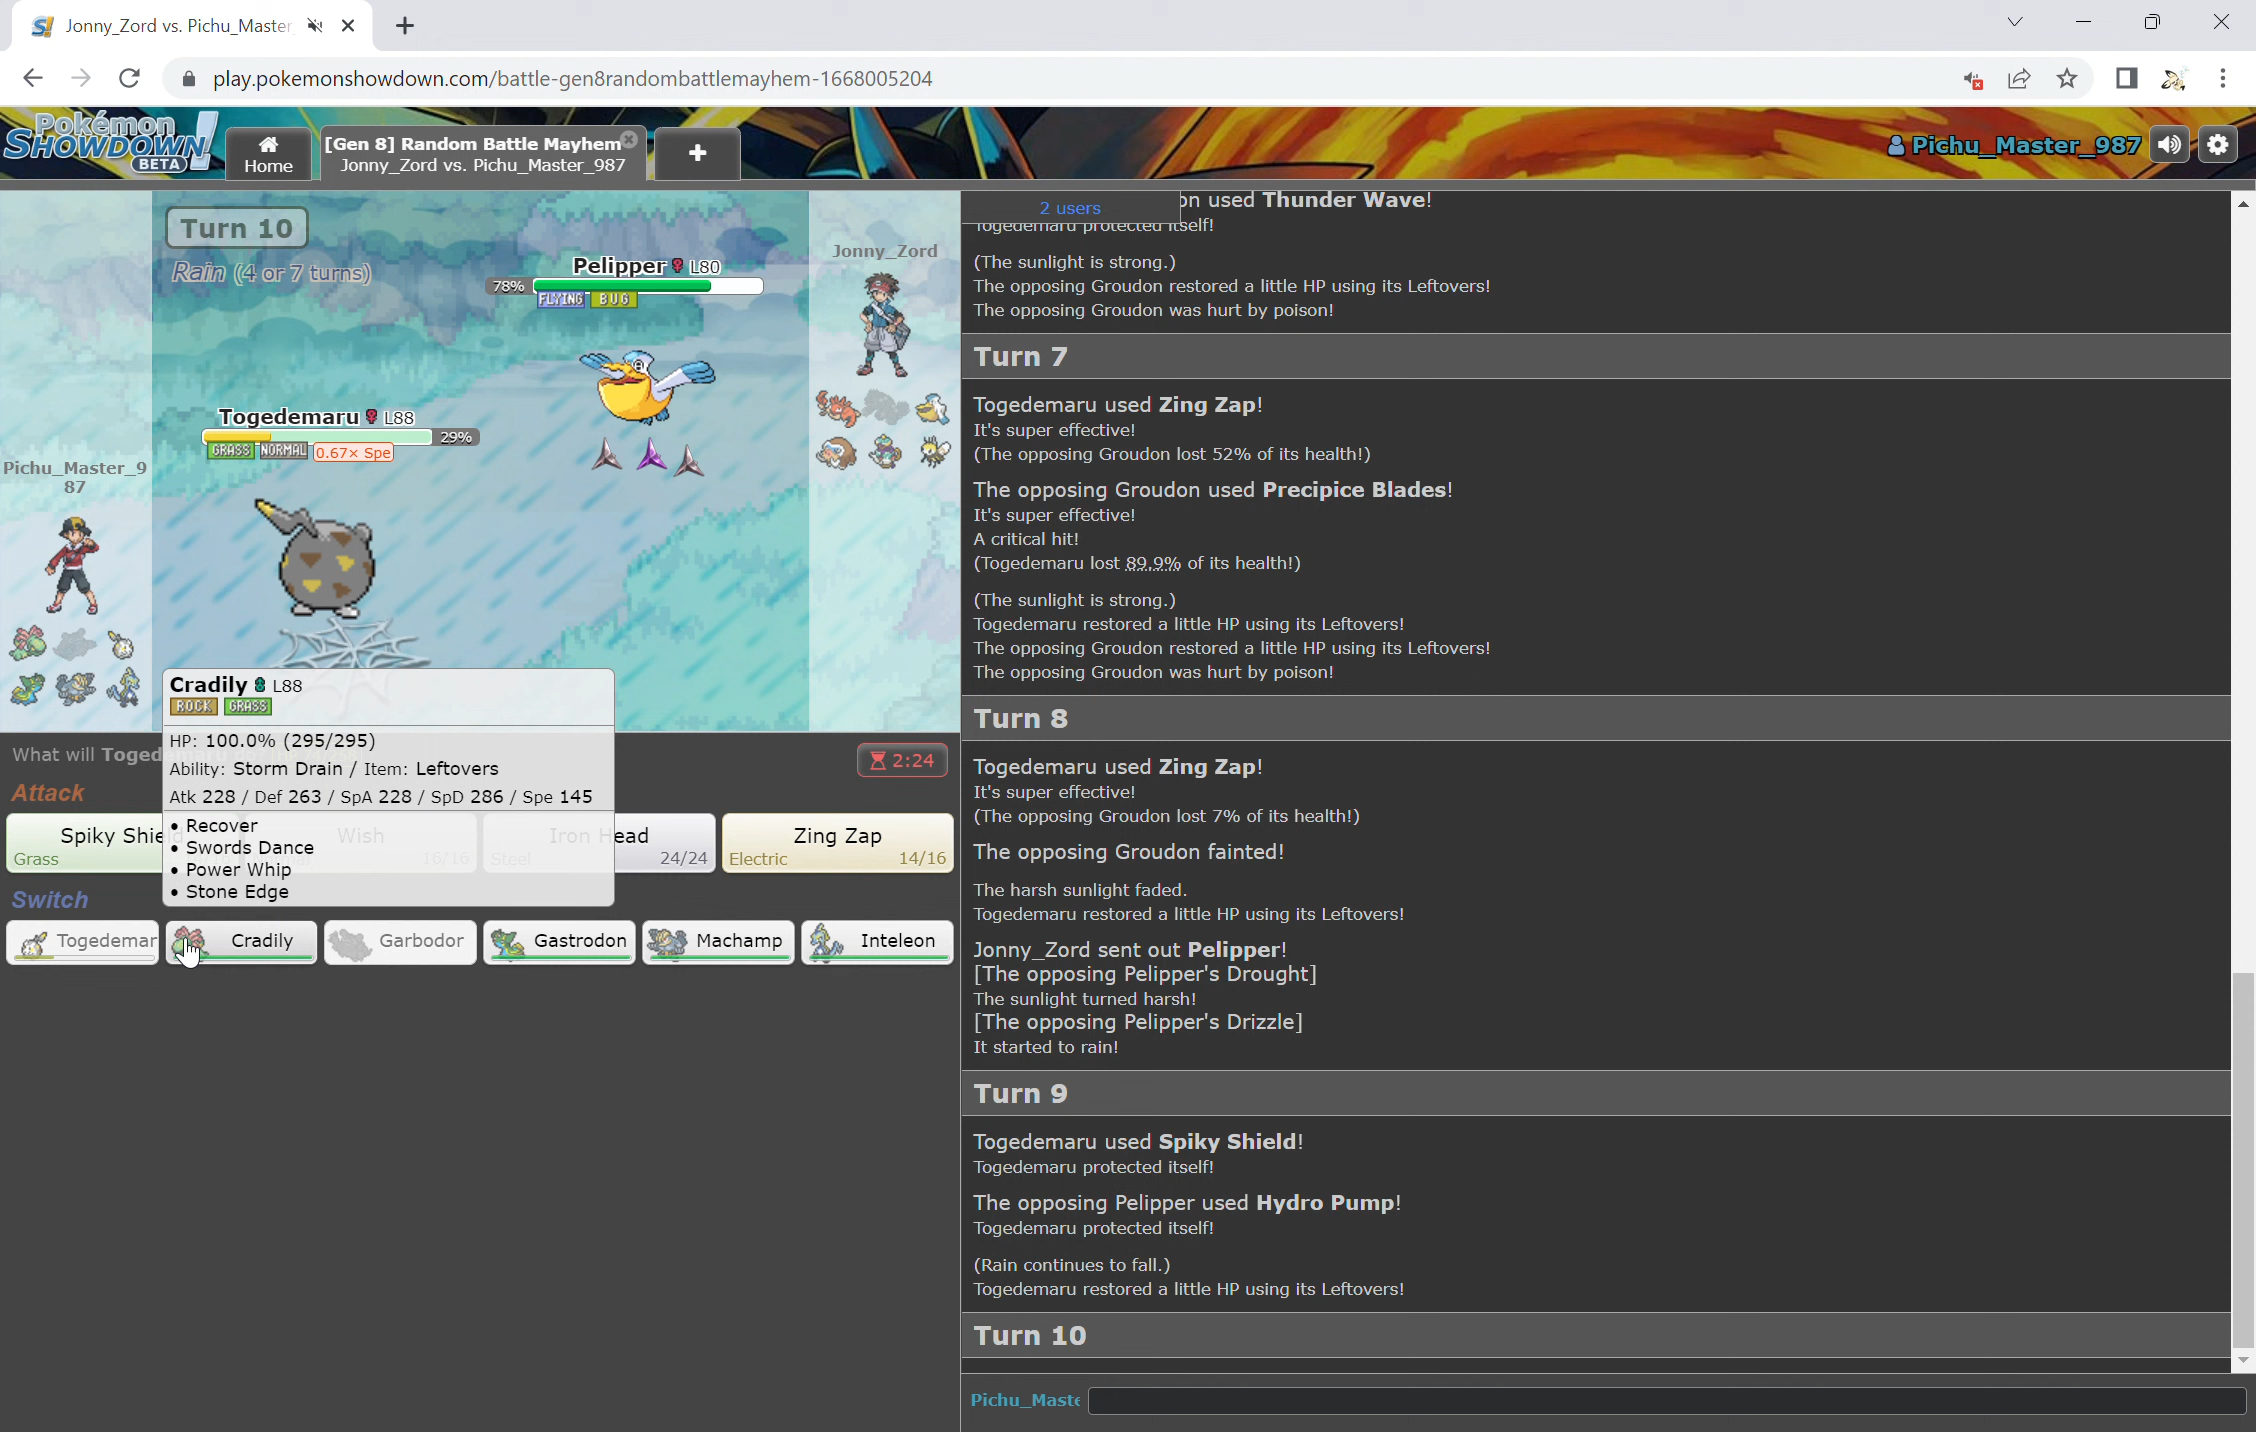 Jonny_Zord vs. Pichu_Master
play.pokemonshowdown.com/battle-gen8randombattlemayhem-1668005204
Pokémon
SHOWDOWN!
BETA
Home
[Gen 8] Random Battle Mayhem
Jonny_Zord vs. Pichu_Master_987
Pichu_Master_987
Turn 10
Rain (4 or 7 turns)
Pelipper L80
78%
FLYING BUG
Jonny_Zord
Togedemaru L88
29%
GRASS NORMAL 0.67× Spe
Pichu_Master_9
87
Cradily L88
ROCK GRASS
HP: 100.0% (295/295)
Ability: Storm Drain / Item: Leftovers
Atk 228 / Def 263 / SpA 228 / SpD 286 / Spe 145
• Recover
• Swords Dance
• Power Whip
• Stone Edge
What will Toged
2:24
Attack
Spiky Shield
Grass
Wish
16/16
Iron Head
Steel 24/24
Zing Zap
Electric 14/16
Switch
Togedemar
Cradily
Garbodor
Gastrodon
Machamp
Inteleon
2 users
on used Thunder Wave!
Togedemaru protected itself!
(The sunlight is strong.)
The opposing Groudon restored a little HP using its Leftovers!
The opposing Groudon was hurt by poison!
Turn 7
Togedemaru used Zing Zap!
It's super effective!
(The opposing Groudon lost 52% of its health!)
The opposing Groudon used Precipice Blades!
It's super effective!
A critical hit!
(Togedemaru lost 89.9% of its health!)
(The sunlight is strong.)
Togedemaru restored a little HP using its Leftovers!
The opposing Groudon restored a little HP using its Leftovers!
The opposing Groudon was hurt by poison!
Turn 8
Togedemaru used Zing Zap!
It's super effective!
(The opposing Groudon lost 7% of its health!)
The opposing Groudon fainted!
The harsh sunlight faded.
Togedemaru restored a little HP using its Leftovers!
Jonny_Zord sent out Pelipper!
[The opposing Pelipper's Drought]
The sunlight turned harsh!
[The opposing Pelipper's Drizzle]
It started to rain!
Turn 9
Togedemaru used Spiky Shield!
Togedemaru protected itself!
The opposing Pelipper used Hydro Pump!
Togedemaru protected itself!
(Rain continues to fall.)
Togedemaru restored a little HP using its Leftovers!
Turn 10
Pichu_Maste